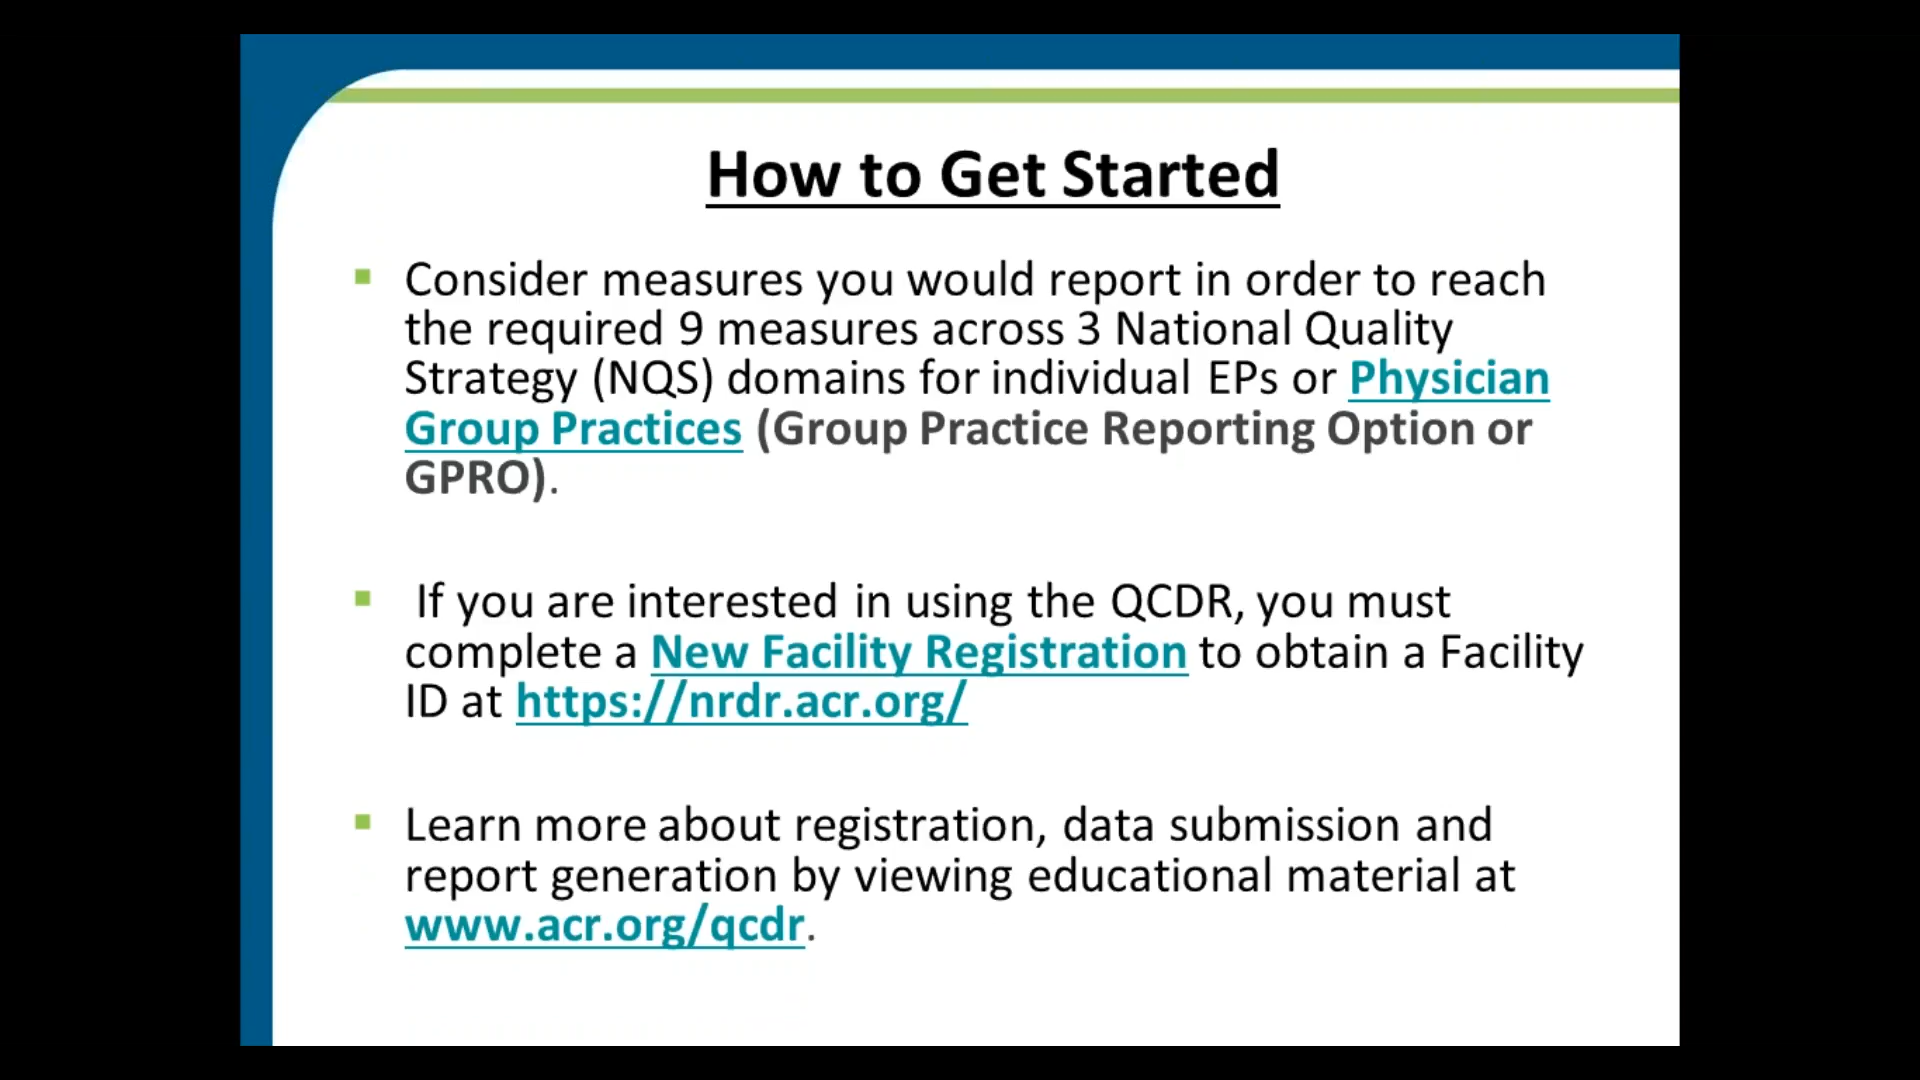 How to Get Started
Consider measures you would report in order to reach
the required 9 measures across 3 National Quality
Strategy (NQS) domains for individual EPs or Physician
Group Practices (Group Practice Reporting Option or
GPRO).
If you are interested in using the QCDR, you must
complete a New Facility Registration to obtain a Facility
ID at https://nrdr.acr.org/
Learn more about registration, data submission and
report generation by viewing educational material at
www.acr.org/qcdr.